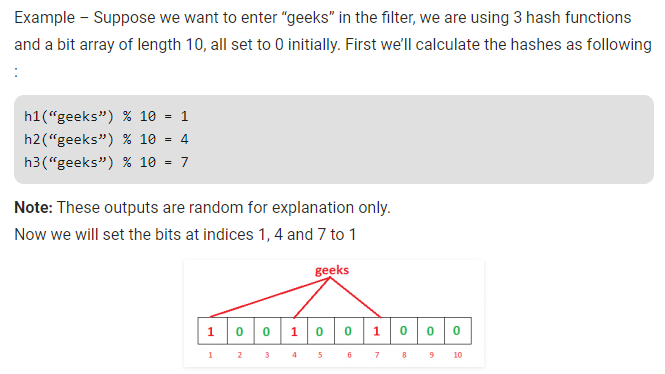 Example – Suppose we want to enter “geeks” in the filter, we are using 3 hash functions
and a bit array of length 10, all set to 0 initially. First we’ll calculate the hashes as following
:
h1(“geeks”) % 10 = 1
h2(“geeks”) % 10 = 4
h3(“geeks”) % 10 = 7
Note: These outputs are random for explanation only.
Now we will set the bits at indices 1, 4 and 7 to 1
geeks
1 0 0 1 0 0 1 0 0 0
1 2 3 4 5 6 7 8 9 10